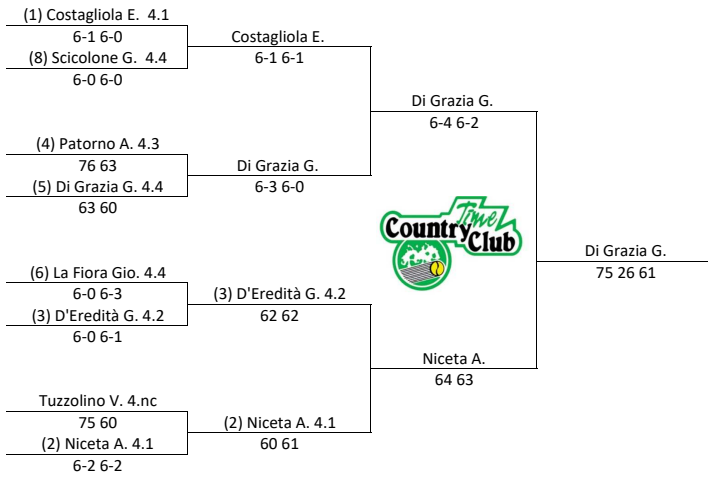 (1) Costagliola E. 4.1
6-1 6-0
(8) Scicolone G. 4.4
6-0 6-0
Costagliola E.
6-1 6-1
(4) Patorno A. 4.3
76 63
(5) Di Grazia G. 4.4
63 60
Di Grazia G.
6-3 6-0
Di Grazia G.
6-4 6-2
(6) La Fiora Gio. 4.4
6-0 6-3
(3) D'Eredità G. 4.2
6-0 6-1
(3) D'Eredità G. 4.2
62 62
Tuzzolino V. 4.nc
75 60
(2) Niceta A. 4.1
6-2 6-2
(2) Niceta A. 4.1
60 61
Niceta A.
64 63
Time
Country
Club
Di Grazia G.
75 26 61